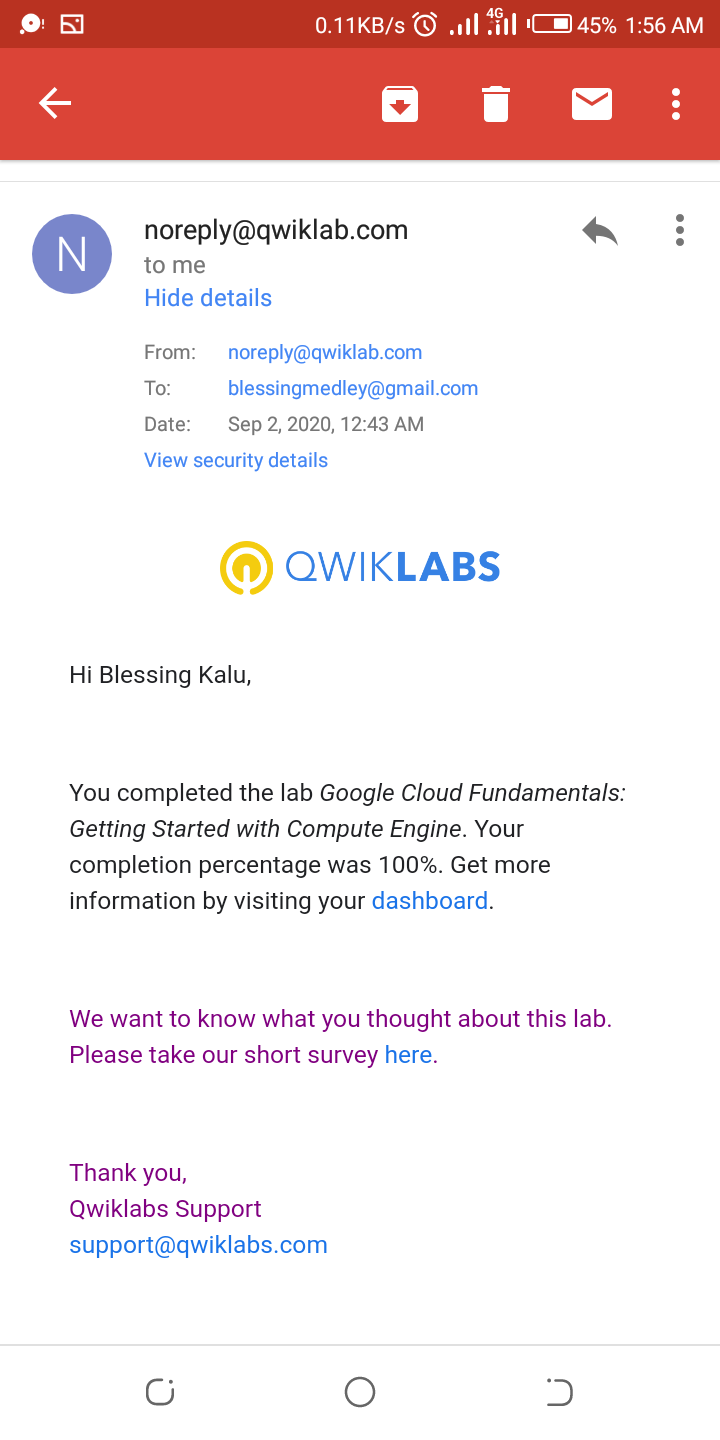 0.11KB/s 4G 45% 1:56 AM
N
noreply@qwiklab.com
to me
Hide details
From: noreply@qwiklab.com
To: blessingmedley@gmail.com
Date: Sep 2, 2020, 12:43 AM
View security details
QWIKLABS
Hi Blessing Kalu,
You completed the lab Google Cloud Fundamentals:
Getting Started with Compute Engine. Your
completion percentage was 100%. Get more
information by visiting your dashboard.
We want to know what you thought about this lab.
Please take our short survey here.
Thank you,
Qwiklabs Support
support@qwiklabs.com